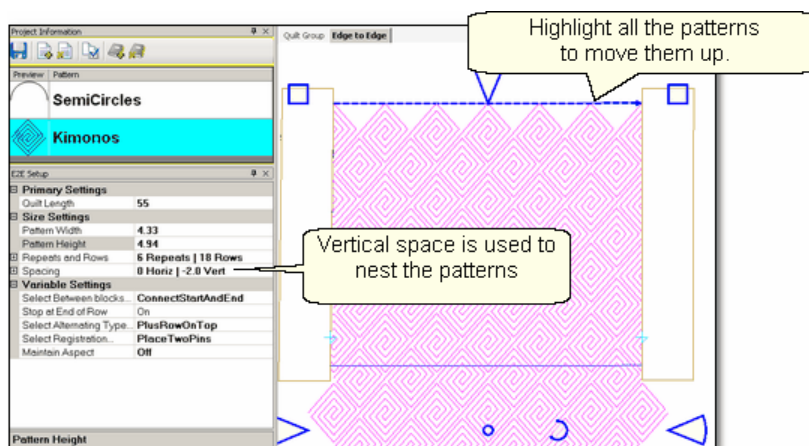 Project Information
Preview Pattern
SemiCircles
Kimonos
E2E Setup
Primary Settings
Quilt Length 55
Size Settings
Pattern Width 4.33
Pattern Height 4.94
Repeats and Rows 6 Repeats | 18 Rows
Spacing 0 Horiz | -2.0 Vert
Variable Settings
Select Between blocks... ConnectStartAndEnd
Stop at End of Row On
Select Alternating Type... PlusRowOnTop
Select Registration... PlaceTwoPins
Maintain Aspect Off
Pattern Height
Quilt Group Edge to Edge
Highlight all the patterns
to move them up.
Vertical space is used to
nest the patterns